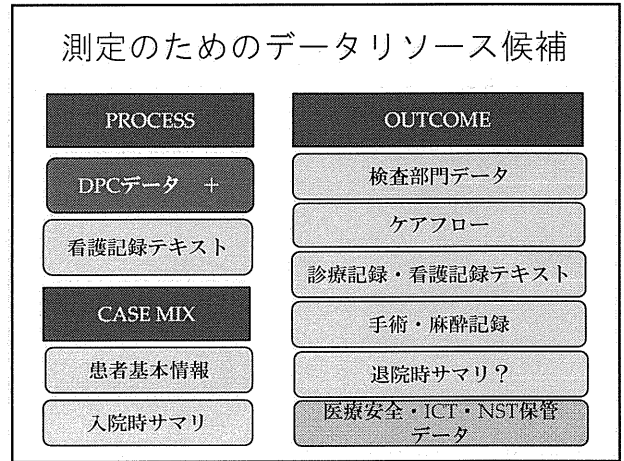 測定のためのデータリソース候補
PROCESS
DPCデータ ＋
看護記録テキスト
CASE MIX
患者基本情報
入院時サマリ
OUTCOME
検査部門データ
ケアフロー
診療記録・看護記録テキスト
手術・麻酔記録
退院時サマリ？
医療安全・ICT・NST保管
データ